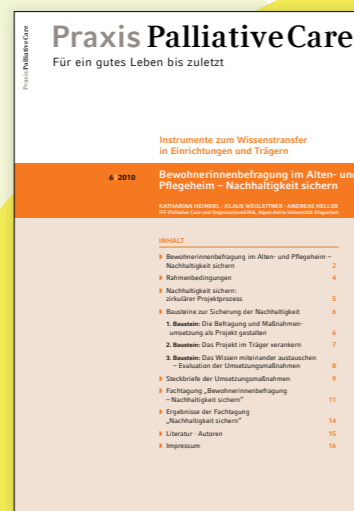 Praxis PalliativeCare
Praxis PalliativeCare
Für ein gutes Leben bis zuletzt
Instrumente zum Wissenstransfer
in Einrichtungen und Trägern
6 | 2010
Bewohnerinnenbefragung im Alten- und
Pflegeheim – Nachhaltigkeit sichern
KATHARINA HEIMERL · KLAUS WEGLEITNER · ANDREAS HELLER
IFF-Palliative Care und OrganisationsEthik, Alpen-Adria-Universität Klagenfurt
INHALT
Bewohnerinnenbefragung im Alten- und Pflegeheim –
Nachhaltigkeit sichern 2
Rahmenbedingungen 4
Nachhaltigkeit sichern:
zirkulärer Projektprozess 5
Bausteine zur Sicherung der Nachhaltigkeit 6
1. Baustein: Die Befragung und Maßnahmen-
umsetzung als Projekt gestalten 6
2. Baustein: Das Projekt im Träger verankern 7
3. Baustein: Das Wissen miteinander austauschen
– Evaluation der Umsetzungsmaßnahmen 8
Steckbriefe der Umsetzungsmaßnahmen 9
Fachtagung „Bewohnerinnenbefragung
– Nachhaltigkeit sichern“ 11
Ergebnisse der Fachtagung
„Nachhaltigkeit sichern“ 14
Literatur · Autoren 15
Impressum 16